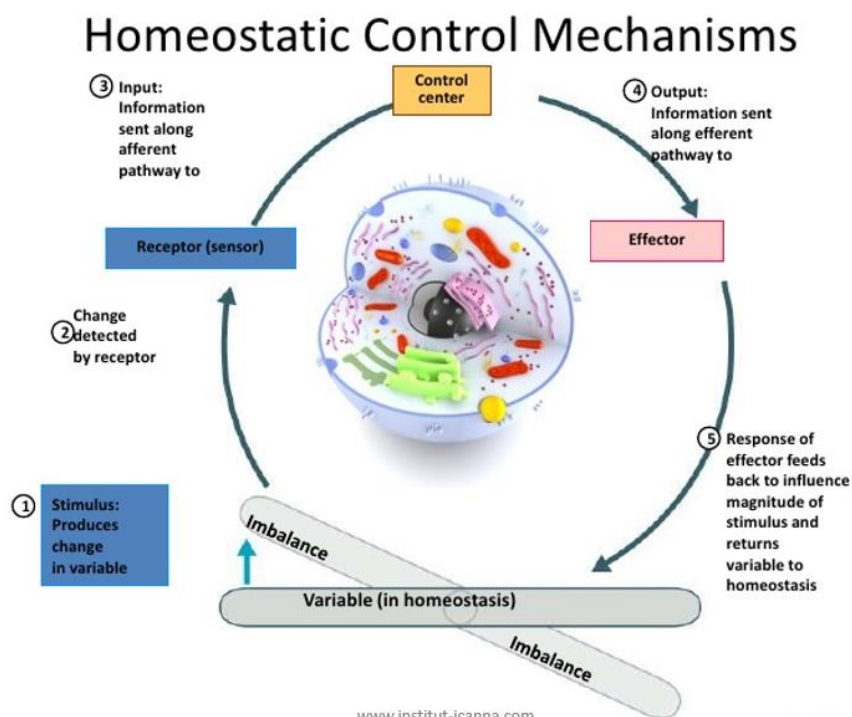 Homeostatic Control Mechanisms
3 Input:
Information
sent along
afferent
pathway to
Control
center
4 Output:
Information sent
along efferent
pathway to
Receptor (sensor)
Effector
2 Change
detected
by receptor
1 Stimulus:
Produces
change
in variable
5 Response of
effector feeds
back to influence
magnitude of
stimulus and
returns
variable to
homeostasis
Imbalance
Variable (in homeostasis)
Imbalance